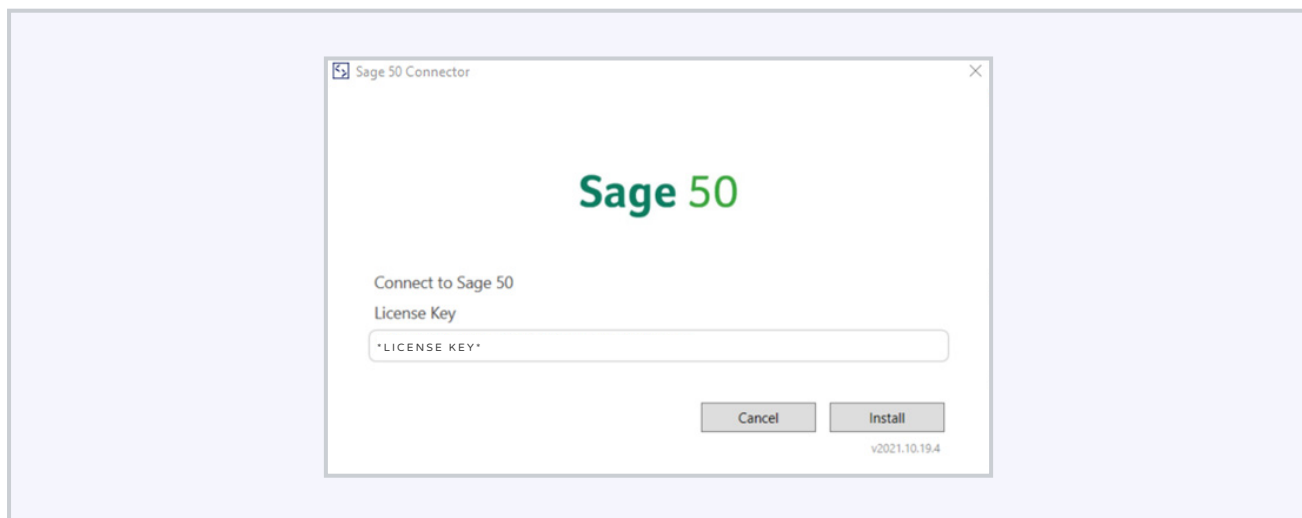 Sage 50 Connector
Sage 50
Connect to Sage 50
License Key
*LICENSE KEY*
Cancel Install
v2021.10.19.4